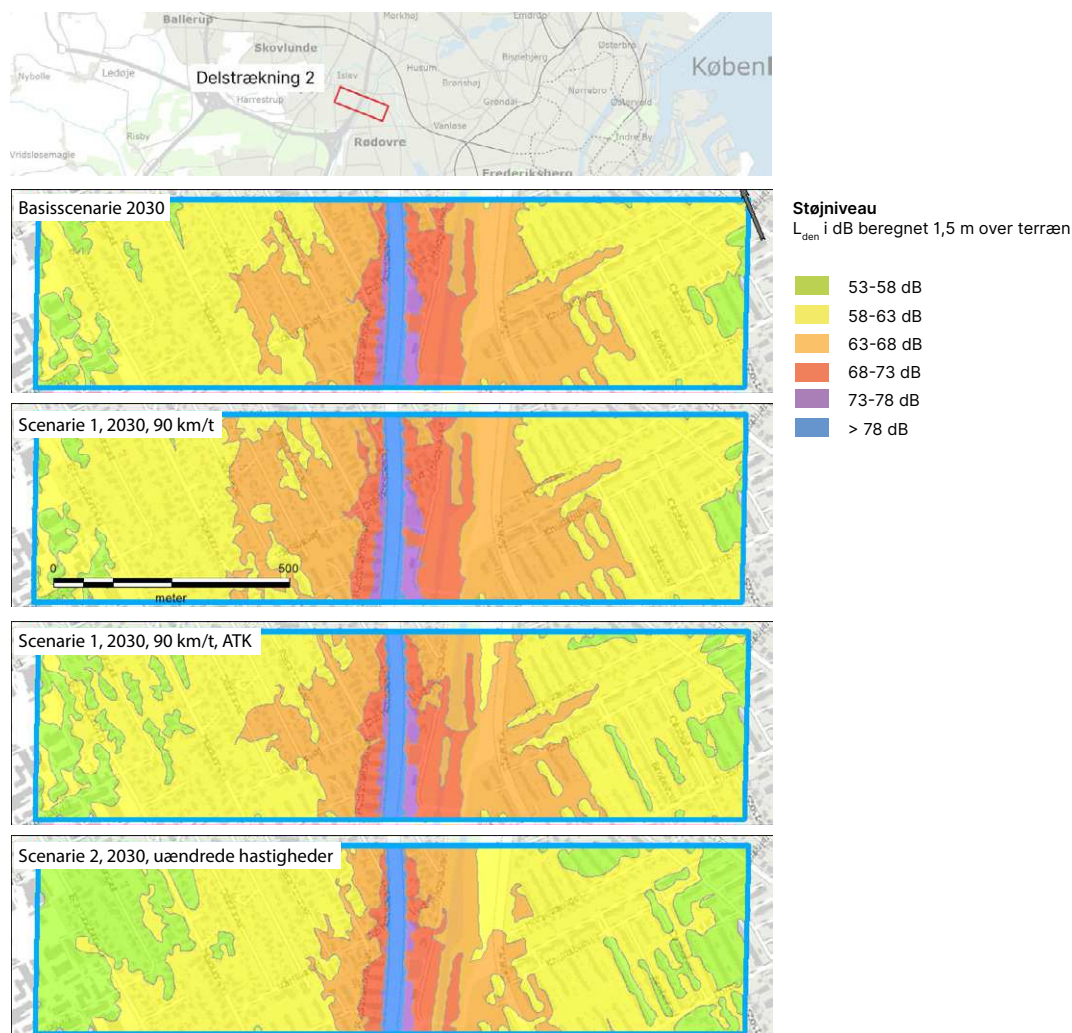 Ballerup
Mørkhøj
Emdrup
Skovlunde
Bispebjerg
Østerbro
Københ
Nybølle
Ledøje
Delstrækning 2
Islev
Husum
Brønshøj
Harrestrup
Grøndal
Nørrebro
Østervold
Risby
Vanløse
Indre By
Vridsløsemagle
Rødovre
Frederiksberg
Basisscenarie 2030
Støjniveau
Lden i dB beregnet 1,5 m over terræn
53-58 dB
58-63 dB
63-68 dB
68-73 dB
73-78 dB
> 78 dB
Scenarie 1, 2030, 90 km/t
0 500
meter
Scenarie 1, 2030, 90 km/t, ATK
Scenarie 2, 2030, uændrede hastigheder